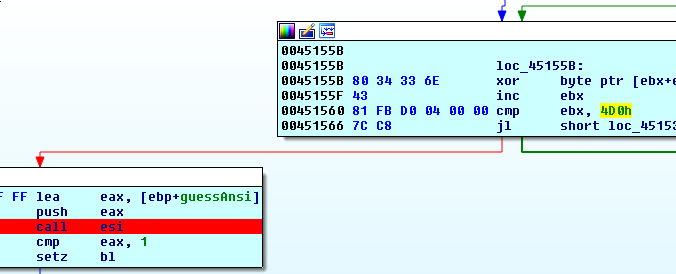 0045155B
0045155B loc_45155B:
0045155B 80 34 33 6E xor byte ptr [ebx+e
0045155F 43 inc ebx
00451560 81 FB D0 04 00 00 cmp ebx, 4D0h
00451566 7C C8 jl short loc_45153
F FF lea eax, [ebp+guessAnsi]
push eax
call esi
cmp eax, 1
setz bl